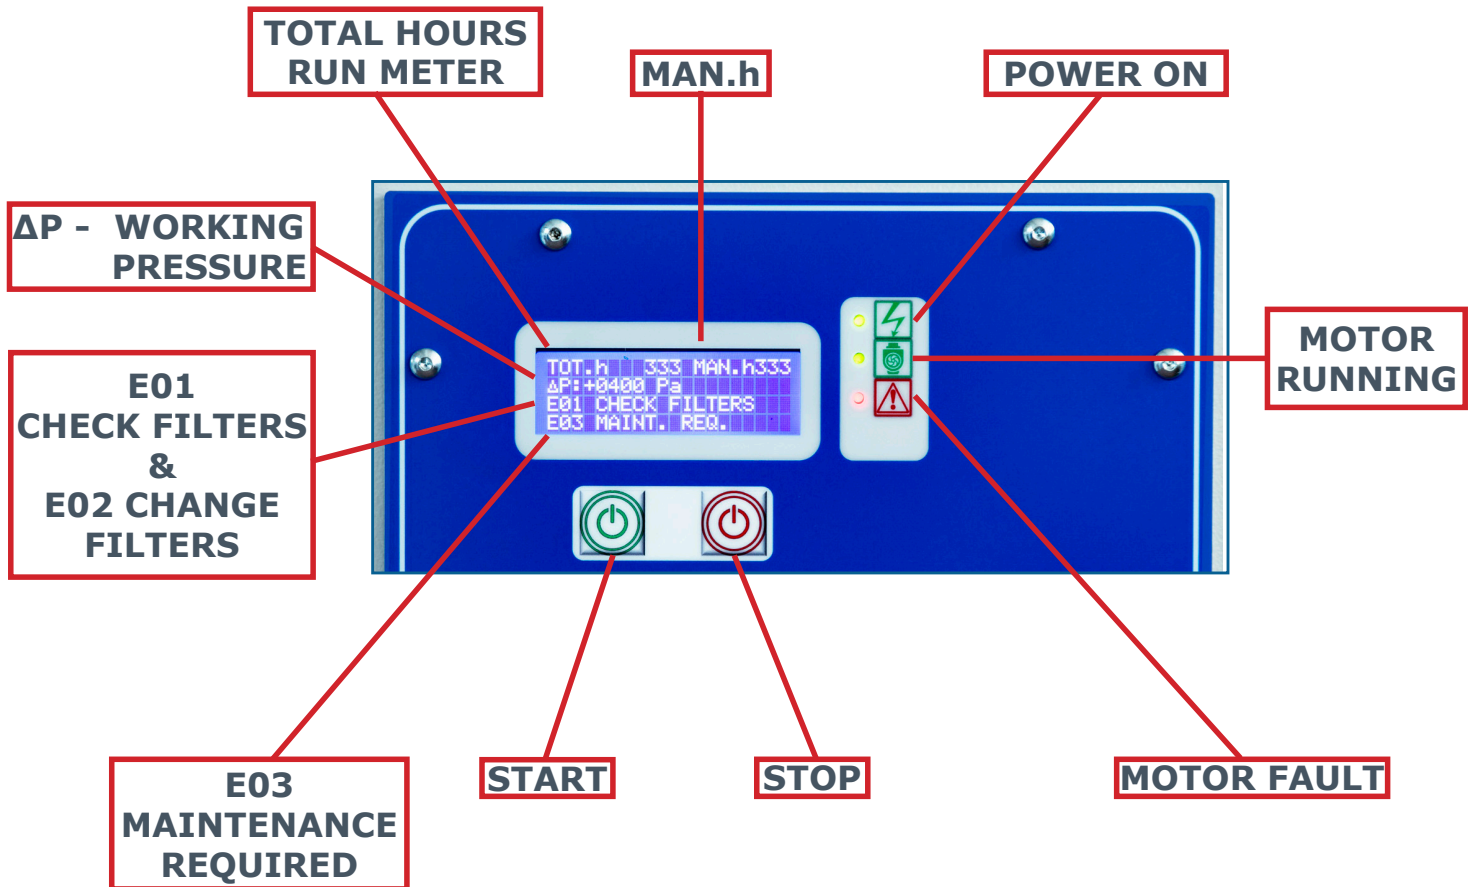 TOTAL HOURS
RUN METER
MAN.h
POWER ON
ΔP - WORKING
PRESSURE
MOTOR
RUNNING
E01
CHECK FILTERS
&
E02 CHANGE
FILTERS
TOT.h 333 MAN.h333
ΔP:+0400 Pa
E01 CHECK FILTERS
E03 MAINT. REQ.
E03
MAINTENANCE
REQUIRED
START
STOP
MOTOR FAULT